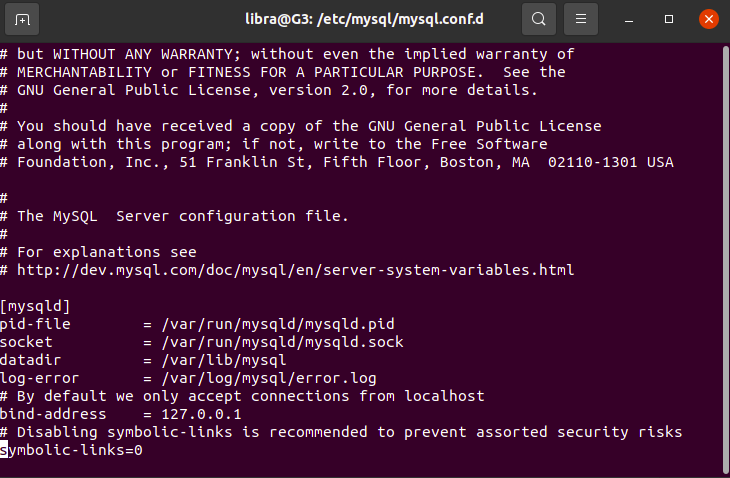 libra@G3: /etc/mysql/mysql.conf.d
# but WITHOUT ANY WARRANTY; without even the implied warranty of
# MERCHANTABILITY or FITNESS FOR A PARTICULAR PURPOSE.  See the
# GNU General Public License, version 2.0, for more details.
#
# You should have received a copy of the GNU General Public License
# along with this program; if not, write to the Free Software
# Foundation, Inc., 51 Franklin St, Fifth Floor, Boston, MA  02110-1301 USA

#
# The MySQL  Server configuration file.
#
# For explanations see
# http://dev.mysql.com/doc/mysql/en/server-system-variables.html

[mysqld]
pid-file        = /var/run/mysqld/mysqld.pid
socket          = /var/run/mysqld/mysqld.sock
datadir         = /var/lib/mysql
log-error       = /var/log/mysql/error.log
# By default we only accept connections from localhost
bind-address    = 127.0.0.1
# Disabling symbolic-links is recommended to prevent assorted security risks
symbolic-links=0